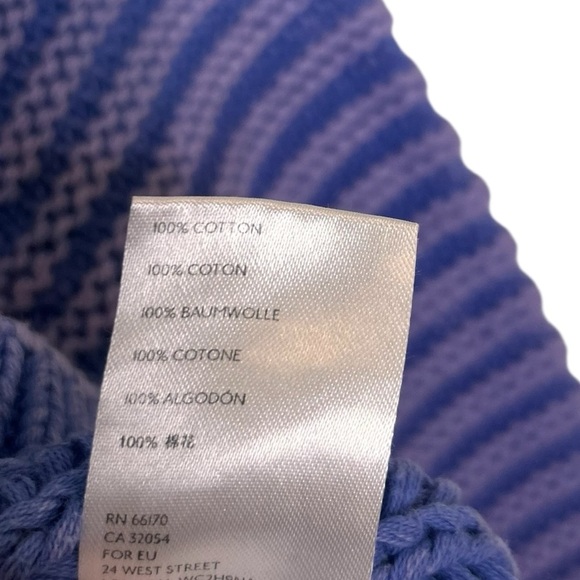 100% COTTON
100% COTON
100% BAUMWOLLE
100% COTONE
100% ALGODÓN
100% 棉花
RN 66170
CA 32054
FOR EU
24 WEST STREET